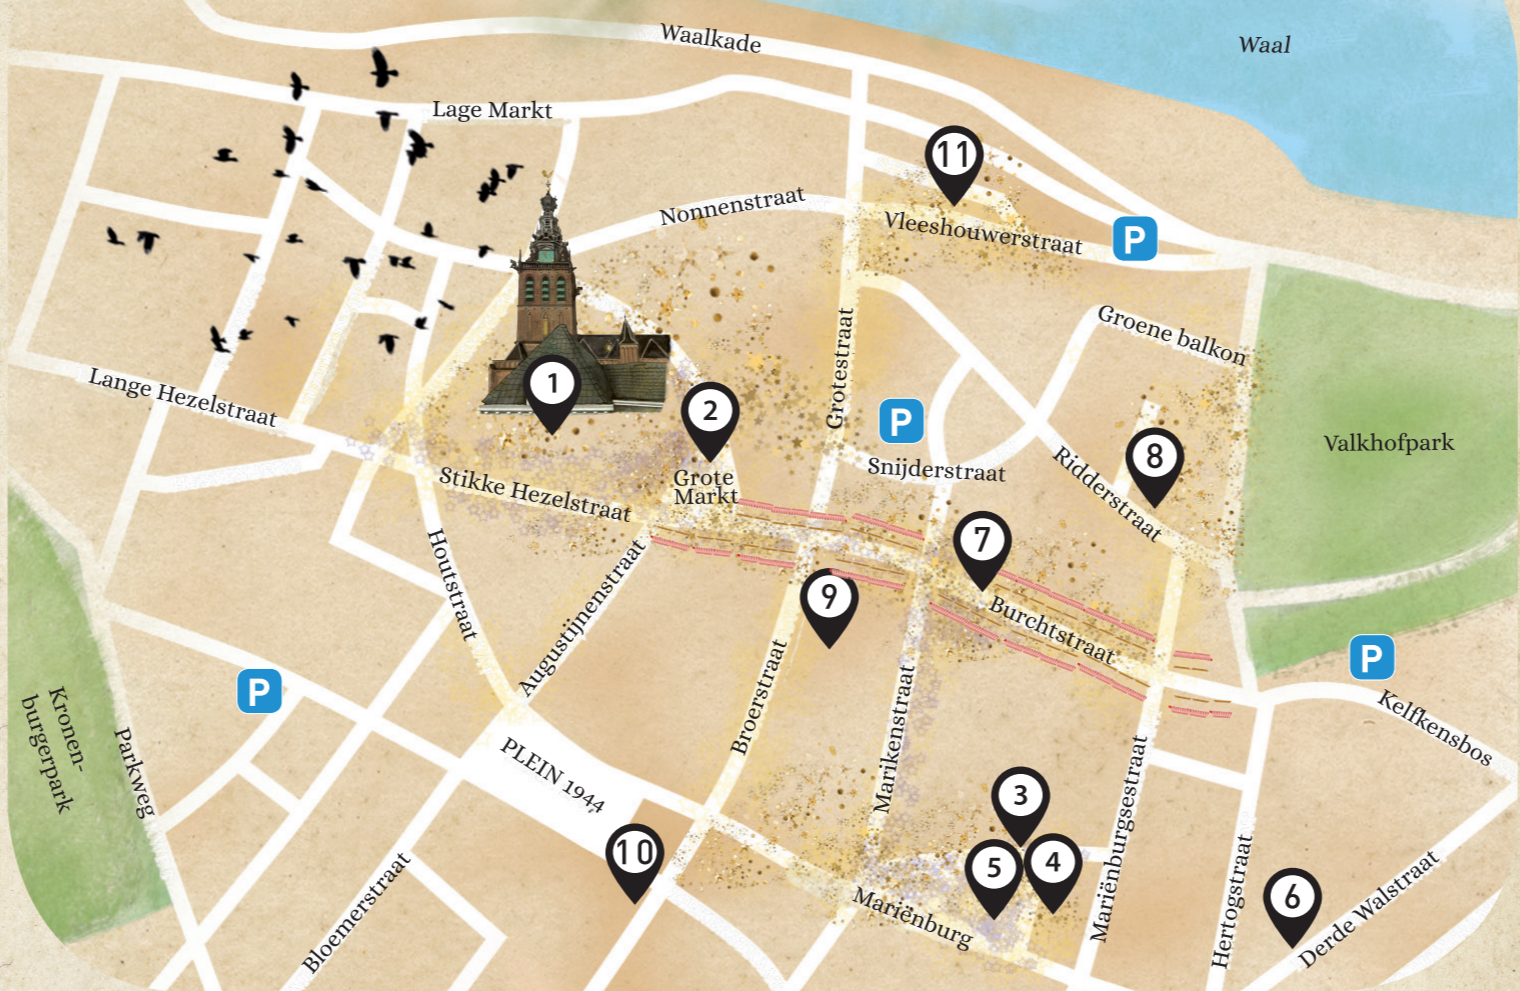 Waalkade
Waal
Lage Markt
11
Nonnenstraat
Vleeshouwerstraat
P
Groene balkon
Grotestraat
Lange Hezelstraat
1
2
P
Valkhofpark
Snijderstraat
Ridderstraat
8
Stikke Hezelstraat
Grote
Markt
7
Houtstraat
Augustijnenstraat
9
Burchtstraat
P
P
Kronen-
burgerpark
Parkweg
Broerstraat
Marikenstraat
Kelfkensbos
PLEIN 1944
3
Mariënburgsestraat
10
5
4
6
Bloemerstraat
Mariënburg
Hertogstraat
Derde Walstraat